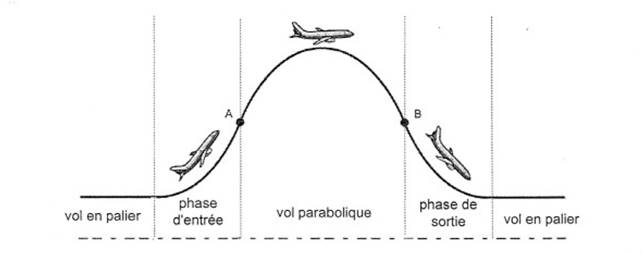 A
B
vol en palier
phase
d'entrée
vol parabolique
phase de
sortie
vol en palier